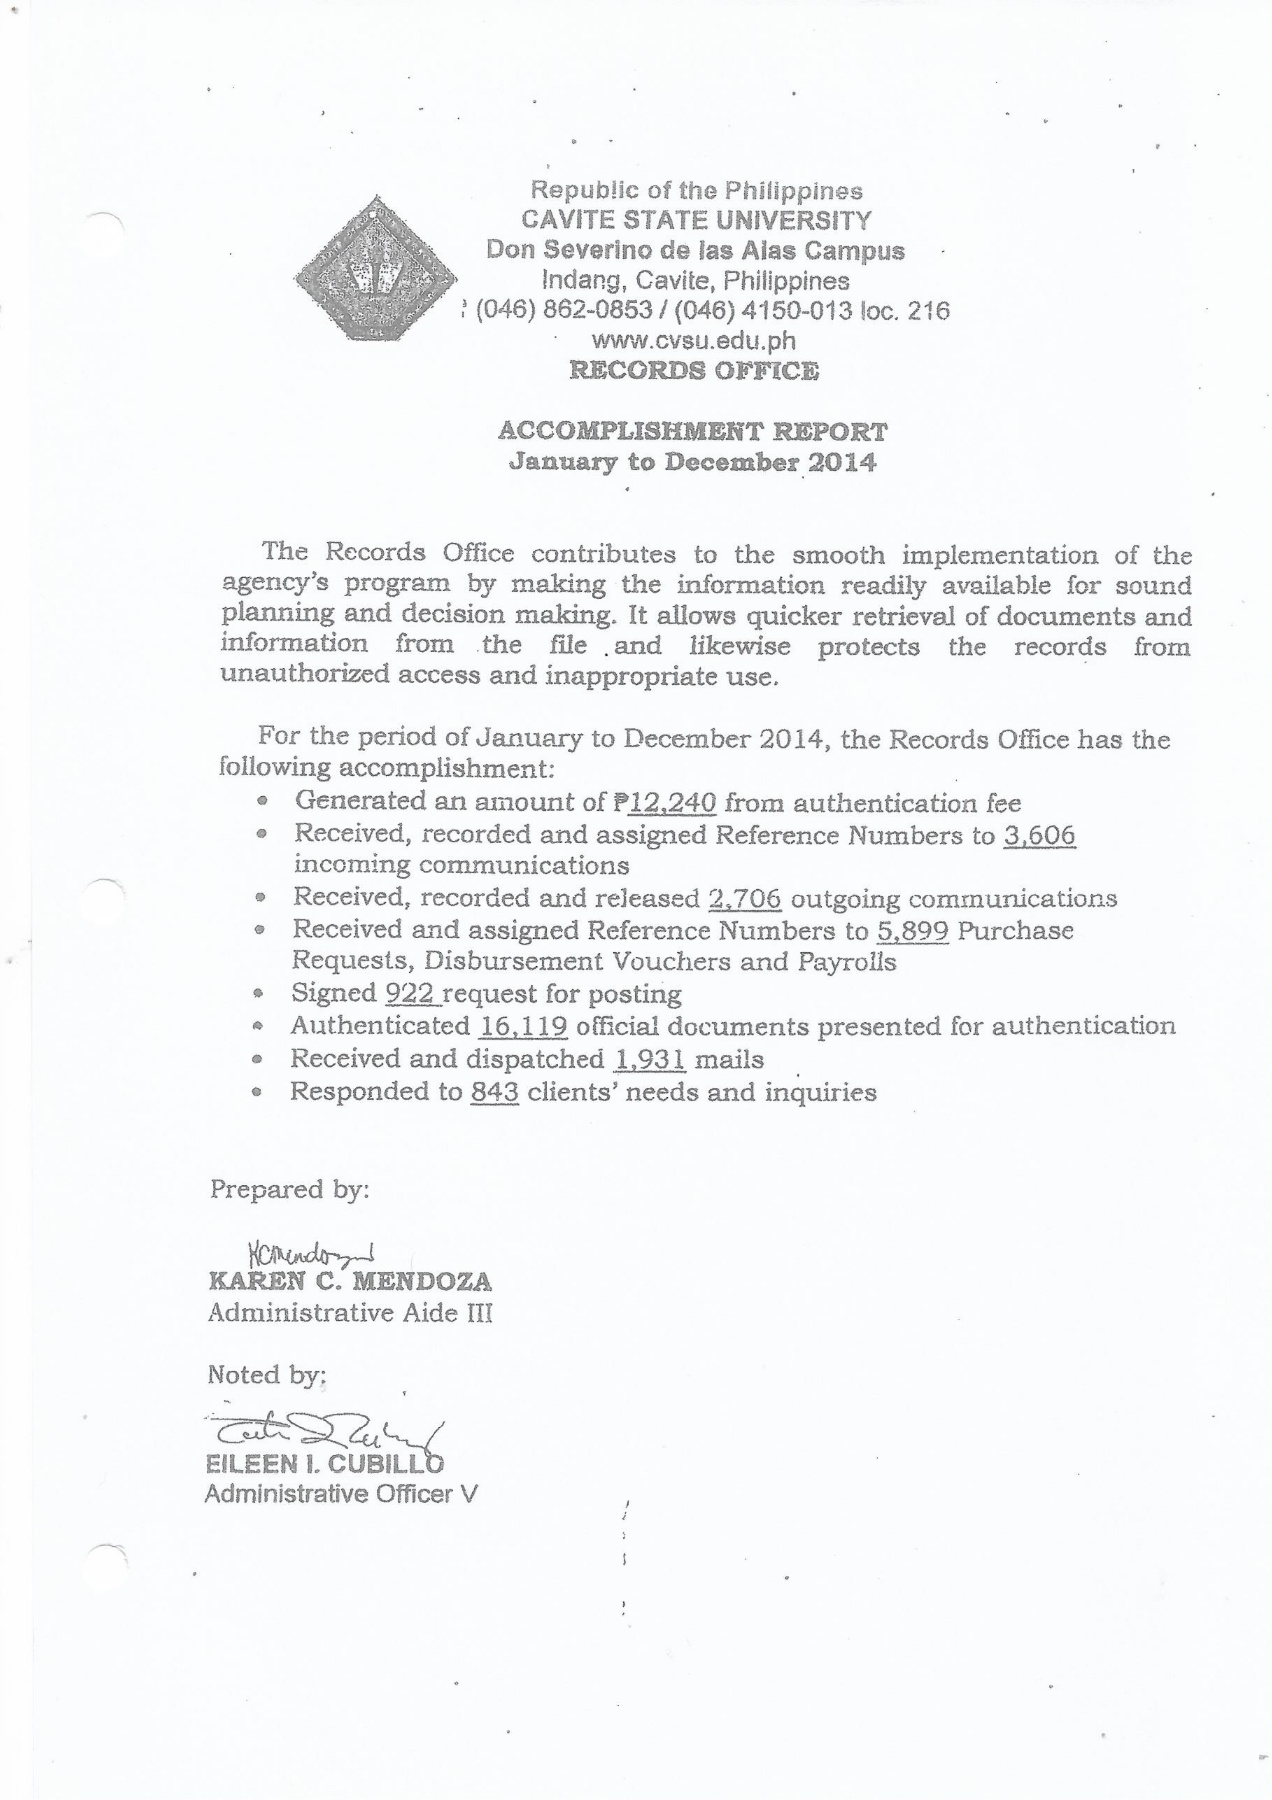 Republic of the Philippines
CAVITE STATE UNIVERSITY
Don Severino de las Alas Campus
Indang, Cavite, Philippines
: (046) 862-0853 / (046) 4150-013 loc. 216
www.cvsu.edu.ph
RECORDS OFFICE
ACCOMPLISHMENT REPORT
January to December 2014
The Records Office contributes to the smooth implementation of the
agency's program by making the information readily available for sound
planning and decision making. It allows quicker retrieval of documents and
information from the file and likewise protects the records from
unauthorized access and inappropriate use.
For the period of January to December 2014, the Records Office has the
following accomplishment:
• Generated an amount of ₱12,240 from authentication fee
• Received, recorded and assigned Reference Numbers to 3,606
incoming communications
• Received, recorded and released 2,706 outgoing communications
• Received and assigned Reference Numbers to 5,899 Purchase
Requests, Disbursement Vouchers and Payrolls
• Signed 922 request for posting
• Authenticated 16,119 official documents presented for authentication
• Received and dispatched 1,931 mails
• Responded to 843 clients' needs and inquiries
Prepared by:
KCMendoza
KAREN C. MENDOZA
Administrative Aide III
Noted by:
EILEEN I. CUBILLO
Administrative Officer V